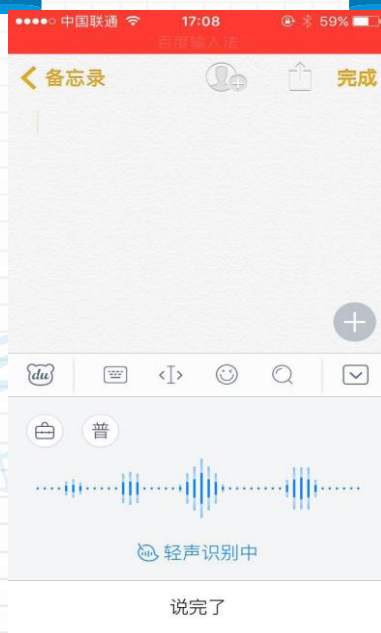 中国联通 17:08 59%
百度输入法
备忘录 完成
du
普
轻声识别中
说完了